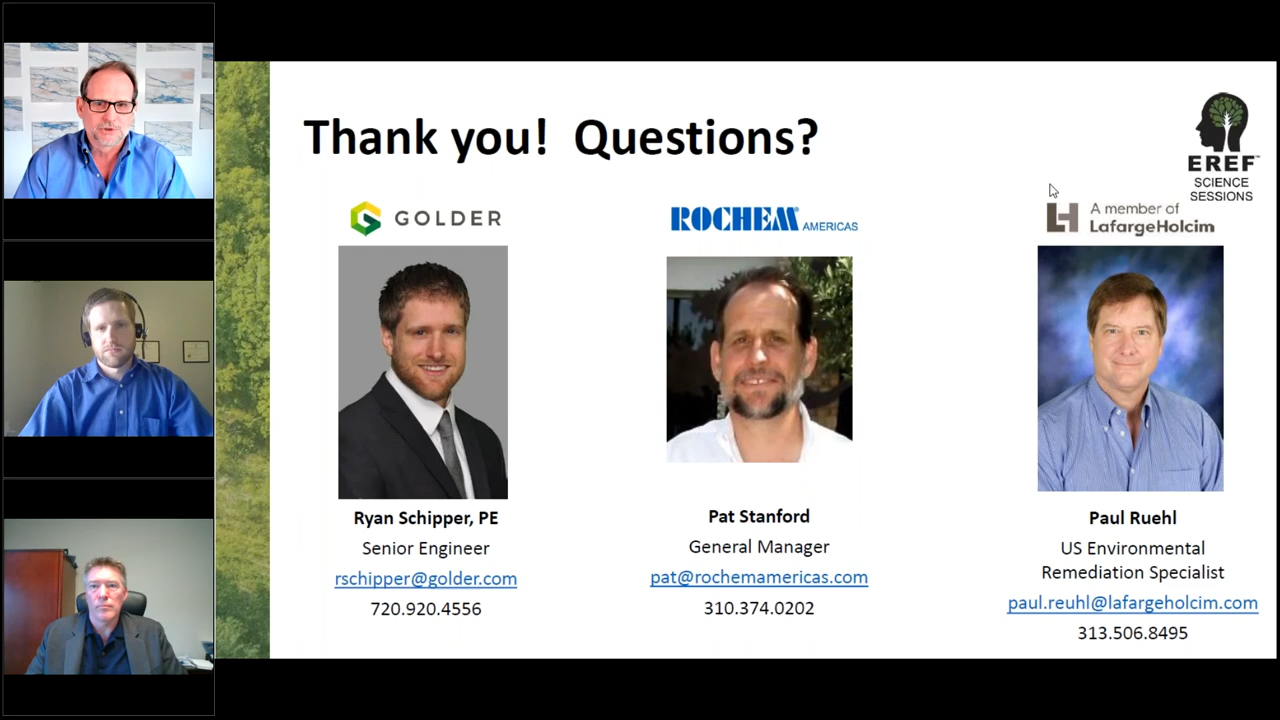 Thank you! Questions?
EREF
SCIENCE
SESSIONS
GOLDER
ROCHEM AMERICAS
LH A member of
LafargeHolcim
Ryan Schipper, PE
Senior Engineer
rschipper@golder.com
720.920.4556
Pat Stanford
General Manager
pat@rochemamericas.com
310.374.0202
Paul Ruehl
US Environmental
Remediation Specialist
paul.reuhl@lafargeholcim.com
313.506.8495